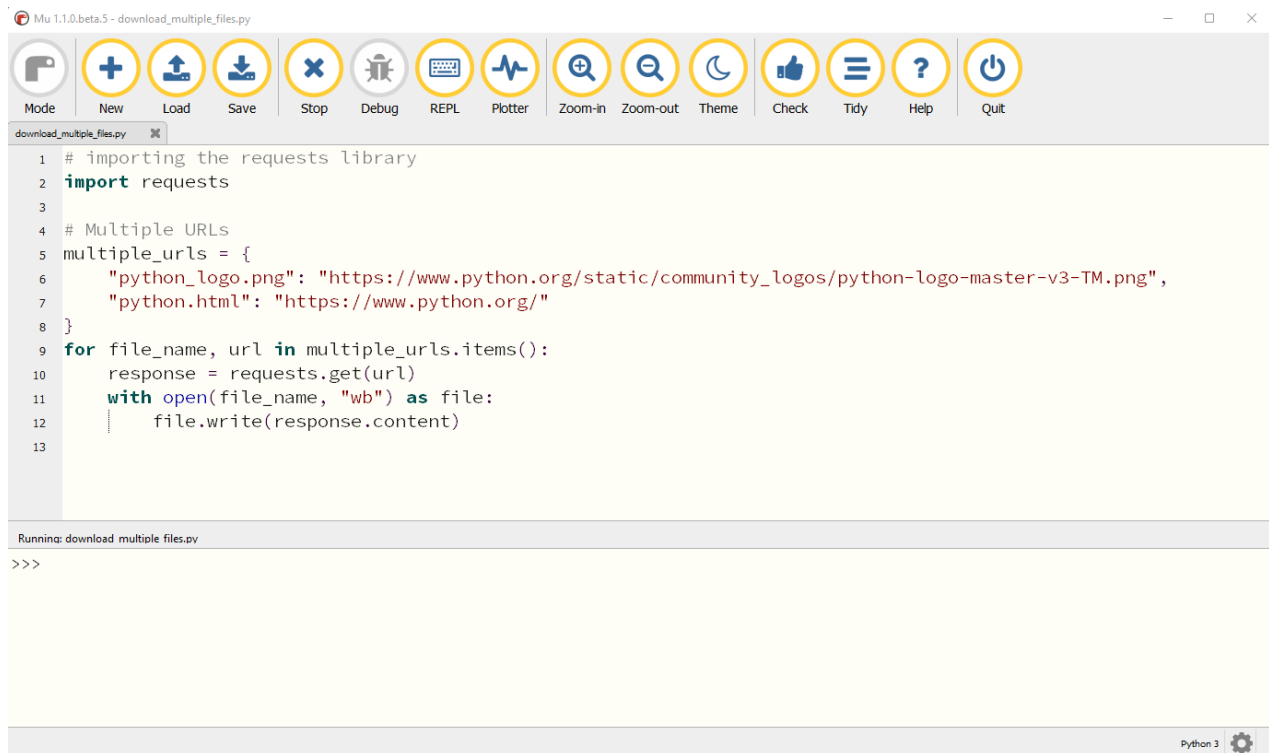 Mu 1.1.0.beta.5 - download_multiple_files.py
Mode New Load Save Stop Debug REPL Plotter Zoom-in Zoom-out Theme Check Tidy Help Quit
download_multiple_files.py
1 # importing the requests library
2 import requests
3
4 # Multiple URLs
5 multiple_urls = {
6     "python_logo.png": "https://www.python.org/static/community_logos/python-logo-master-v3-TM.png",
7     "python.html": "https://www.python.org/"
8 }
9 for file_name, url in multiple_urls.items():
10     response = requests.get(url)
11     with open(file_name, "wb") as file:
12         file.write(response.content)
13
Running: download_multiple_files.py
>>>
Python 3